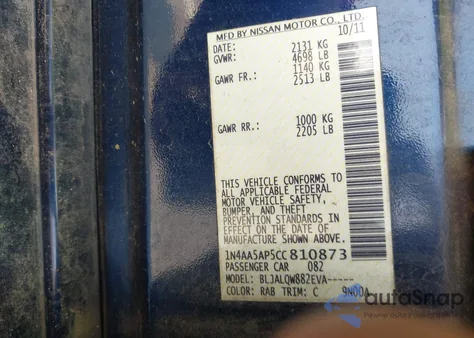 MFD BY NISSAN MOTOR CO., LTD.
DATE: 10/11
GVWR: 2131 KG
4698 LB
GAWR FR.: 1140 KG
2513 LB
GAWR RR.: 1000 KG
2205 LB
THIS VEHICLE CONFORMS TO
ALL APPLICABLE FEDERAL
MOTOR VEHICLE SAFETY,
BUMPER, AND THEFT
PREVENTION STANDARDS IN
EFFECT ON THE DATE OF
MANUFACTURE SHOWN ABOVE.
1N4AA5AP5CC810873
PASSENGER CAR 082
MODEL: BLJALQW882EVA-----
COLOR: RAB TRIM: C 9N00A
autoSnap